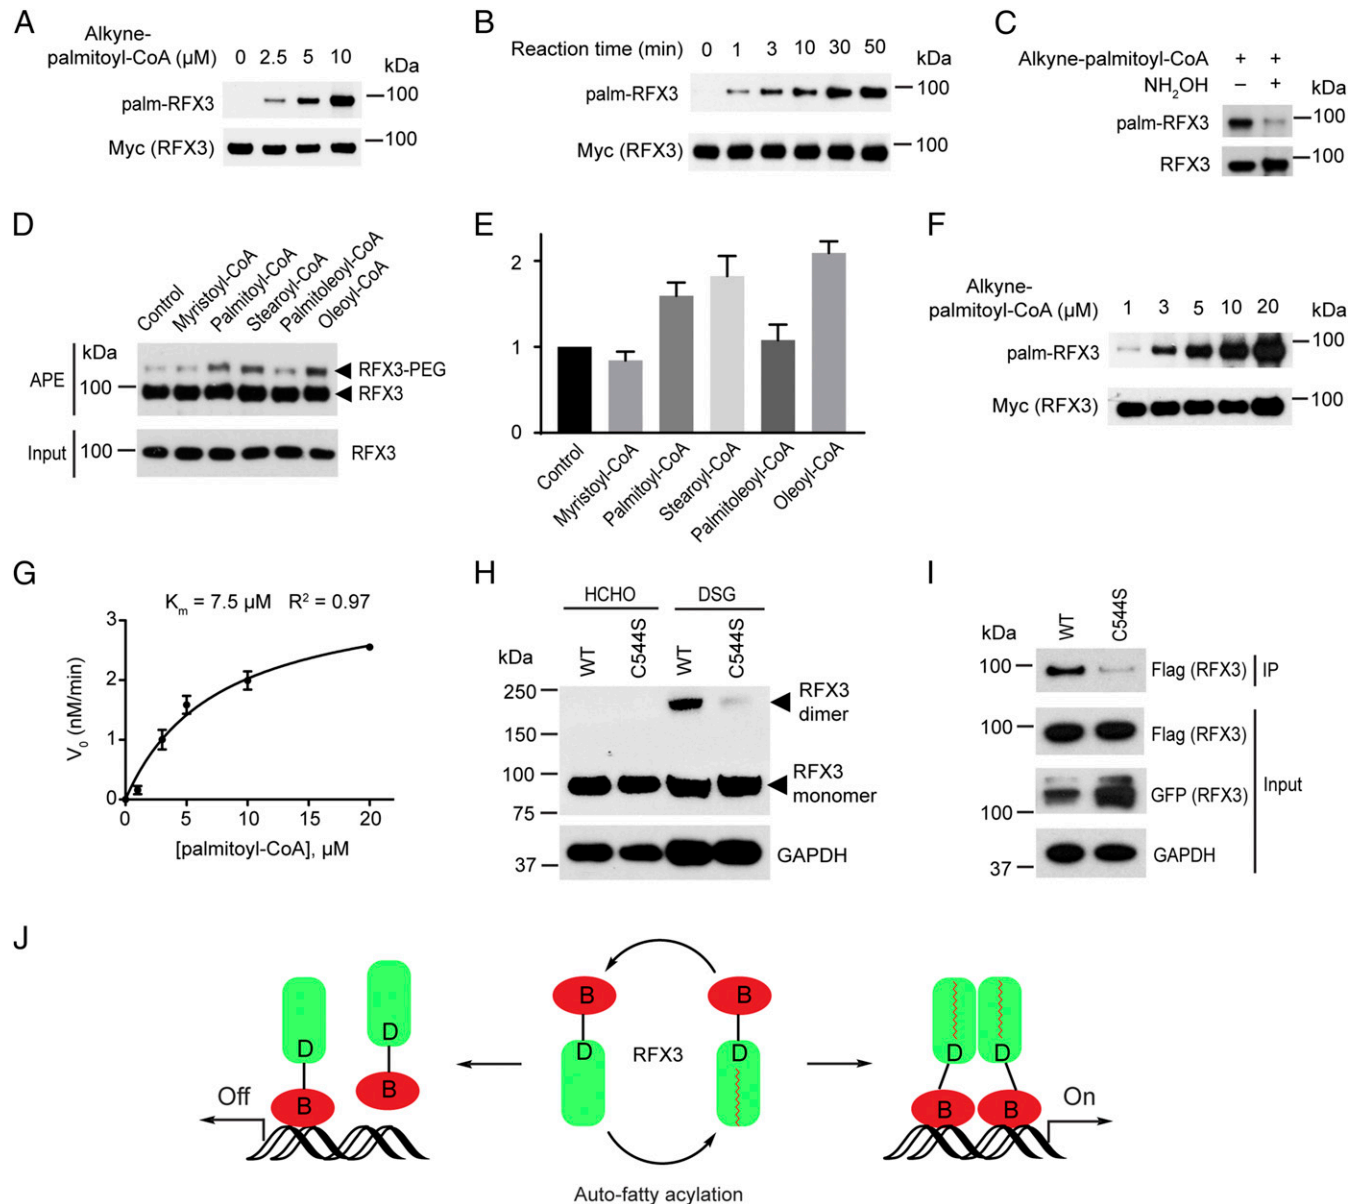 A
Alkyne-
palmitoyl-CoA (µM) 0 2.5 5 10
kDa
palm-RFX3
100
Myc (RFX3)
100
B
Reaction time (min) 0 1 3 10 30 50
kDa
palm-RFX3
100
Myc (RFX3)
100
C
Alkyne-palmitoyl-CoA + +
NH2OH – + kDa
palm-RFX3
100
RFX3
100
D
Control
Myristoyl-CoA
Palmitoyl-CoA
Stearoyl-CoA
Palmitoleoyl-CoA
Oleoyl-CoA
kDa
APE
100
RFX3-PEG
RFX3
Input
100
RFX3
E
2
1
0
Control
Myristoyl-CoA
Palmitoyl-CoA
Stearoyl-CoA
Palmitoleoyl-CoA
Oleoyl-CoA
F
Alkyne-
palmitoyl-CoA (µM) 1 3 5 10 20 kDa
palm-RFX3
100
Myc (RFX3)
100
G
Km = 7.5 µM R2 = 0.97
V0 (nM/min)
3
2
1
0
0 5 10 15 20
[palmitoyl-CoA], µM
H
HCHO DSG
WT C544S WT C544S
kDa
250
150
100
75
37
RFX3
dimer
RFX3
monomer
GAPDH
I
WT C544S
kDa
100
Flag (RFX3)
IP
100
Flag (RFX3)
GFP (RFX3)
100
Input
GAPDH
37
J
D
B
D
B
Off
B
D
RFX3
B
D
Auto-fatty acylation
D
D
B
B
On